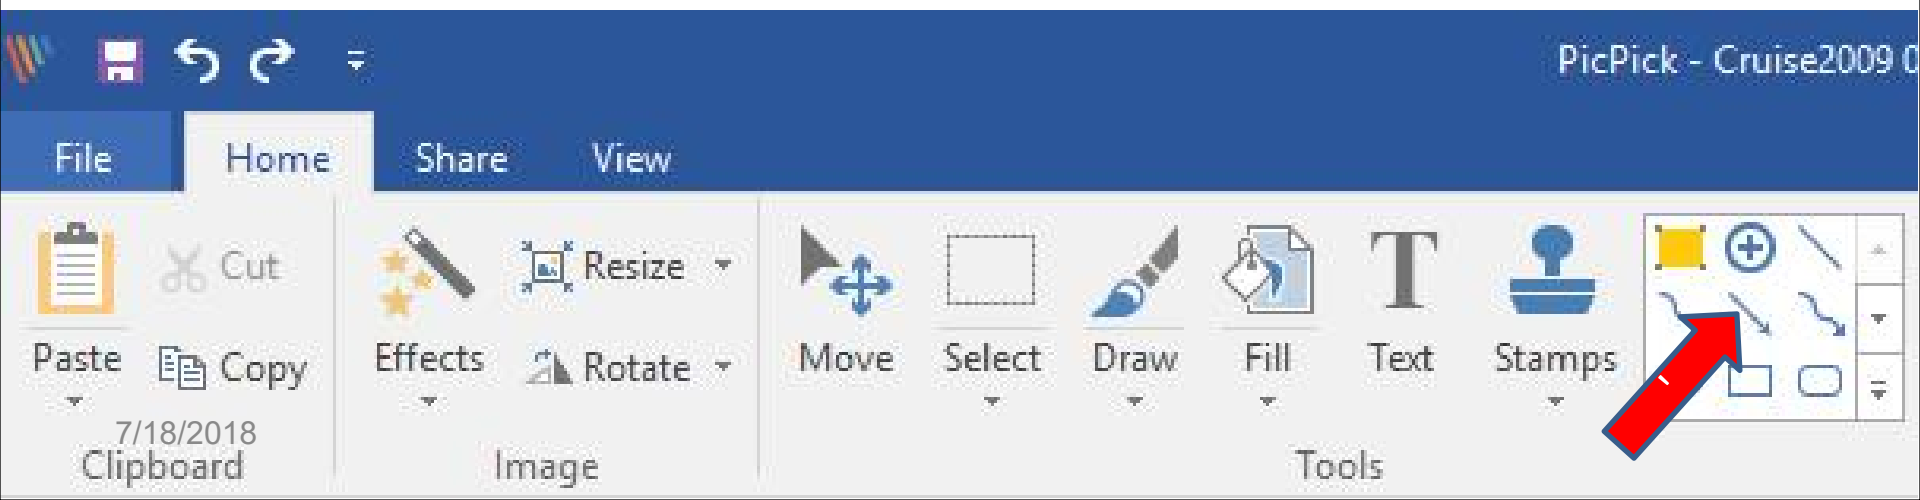 PicPick - Cruise2009 0
File Home Share View
Cut
Resize
Paste Copy Effects Rotate Move Select Draw Fill Text Stamps
7/18/2018
Clipboard Image Tools